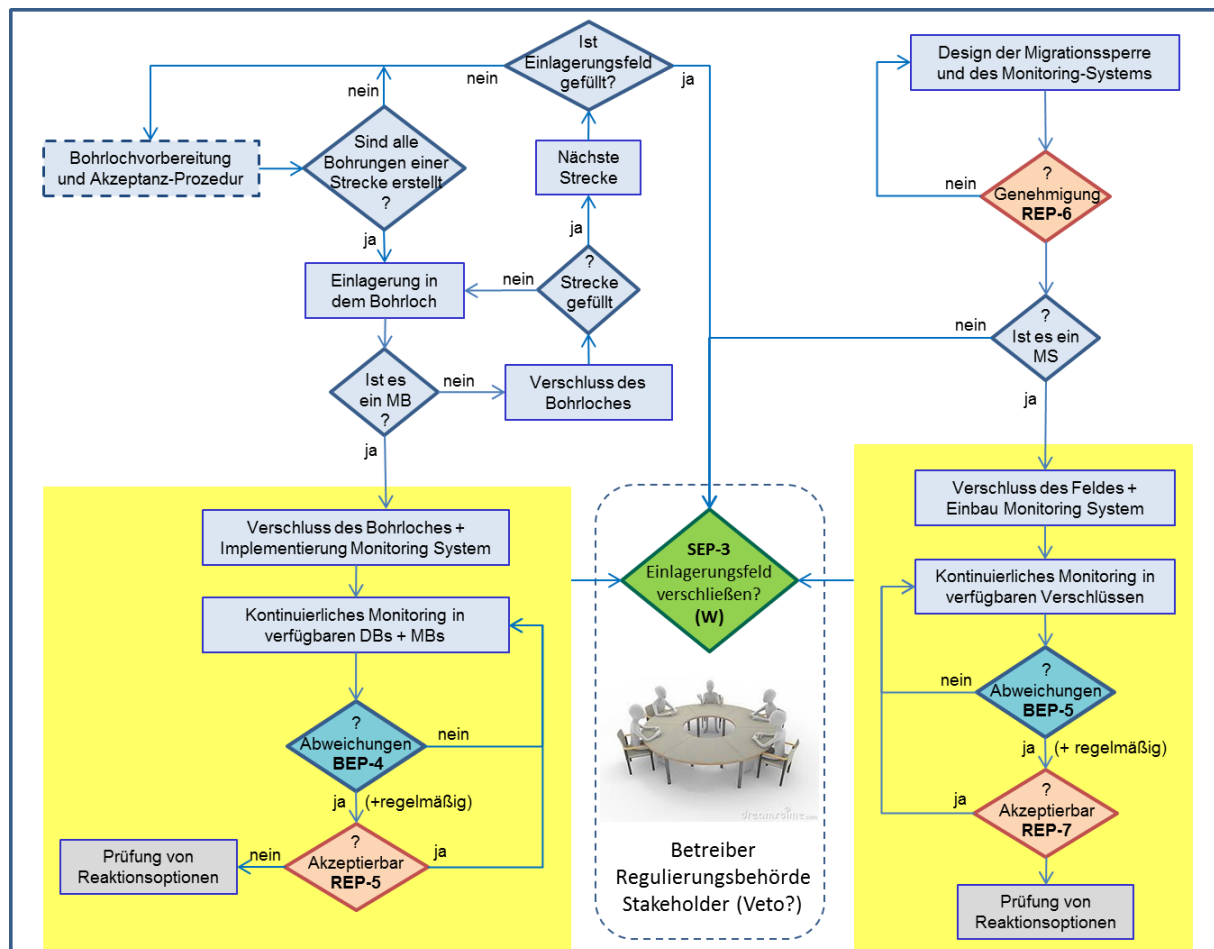 Ist
Einlagerungsfeld
gefüllt?
nein
ja
nein
Design der Migrationssperre
und des Monitoring-Systems
Bohrlochvorbereitung
und Akzeptanz-Prozedur
Sind alle
Bohrungen einer
Strecke erstellt
?
Nächste
Strecke
nein
?
Genehmigung
REP-6
ja
ja
Einlagerung in
dem Bohrloch
nein
?
Strecke
gefüllt
nein
?
Ist es ein
MS
Ist es
ein MB
?
nein
Verschluss des
Bohrloches
ja
ja
Verschluss des Bohrloches +
Implementierung Monitoring System
Kontinuierliches Monitoring in
verfügbaren DBs + MBs
?
Abweichungen
BEP-4
nein
ja
(+regelmäßig)
?
Akzeptierbar
REP-5
nein
ja
Prüfung von
Reaktionsoptionen
SEP-3
Einlagerungsfeld
verschließen?
(W)
dreamstime.com
Betreiber
Regulierungsbehörde
Stakeholder (Veto?)
Verschluss des Feldes +
Einbau Monitoring System
Kontinuierliches Monitoring in
verfügbaren Verschlüssen
nein
?
Abweichungen
BEP-5
ja
(+ regelmäßig)
ja
?
Akzeptierbar
REP-7
Prüfung von
Reaktionsoptionen